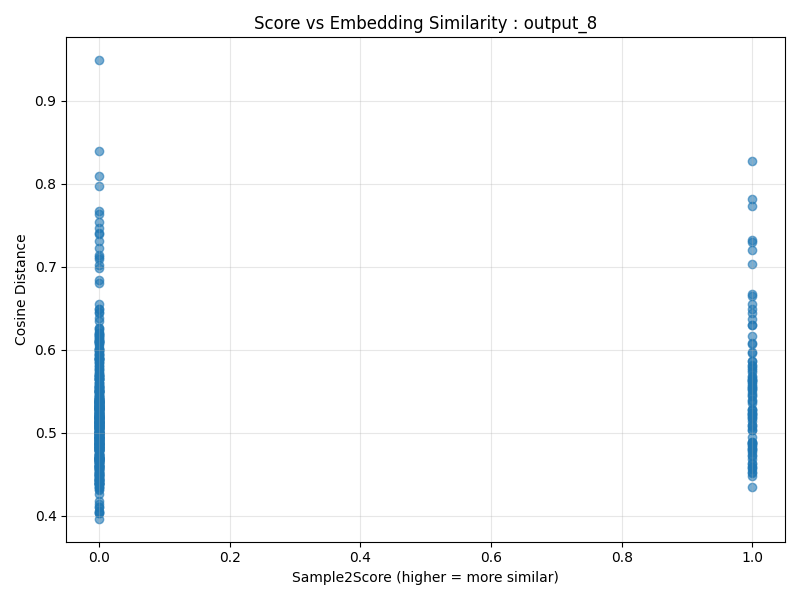 Score vs Embedding Similarity : output_8
Cosine Distance
0.9
0.8
0.7
0.6
0.5
0.4
0.0 0.2 0.4 0.6 0.8 1.0
Sample2Score (higher = more similar)